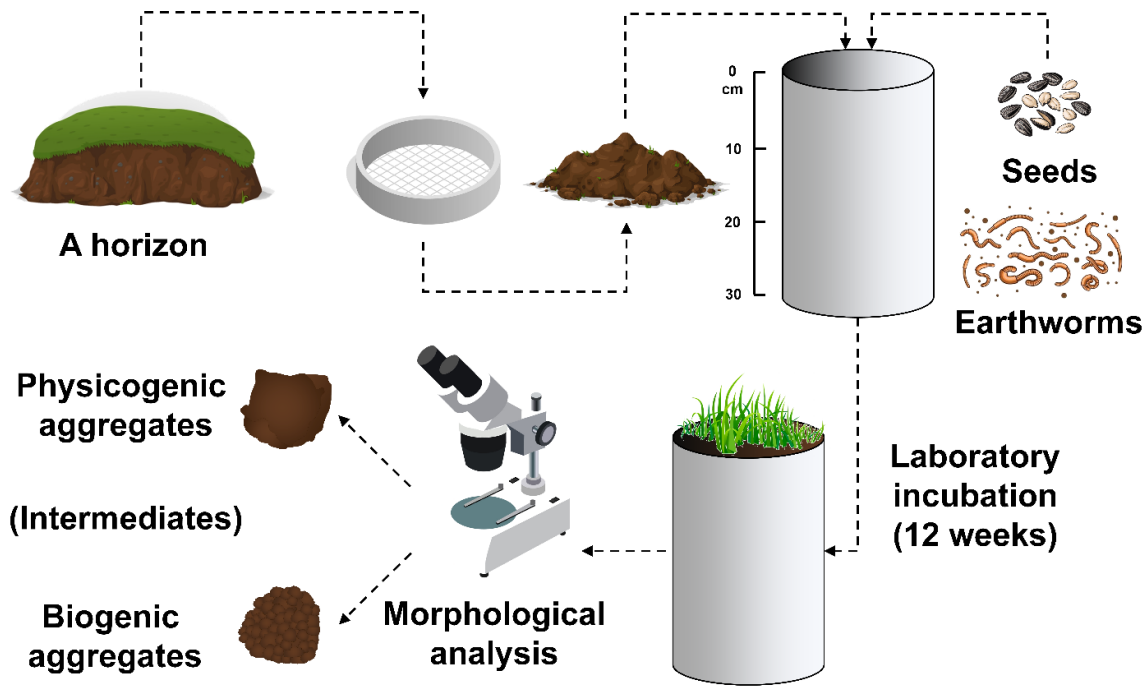 A horizon
0
cm
10
20
30
Seeds
Earthworms
Laboratory
incubation
(12 weeks)
Morphological
analysis
Physicogenic
aggregates
(Intermediates)
Biogenic
aggregates